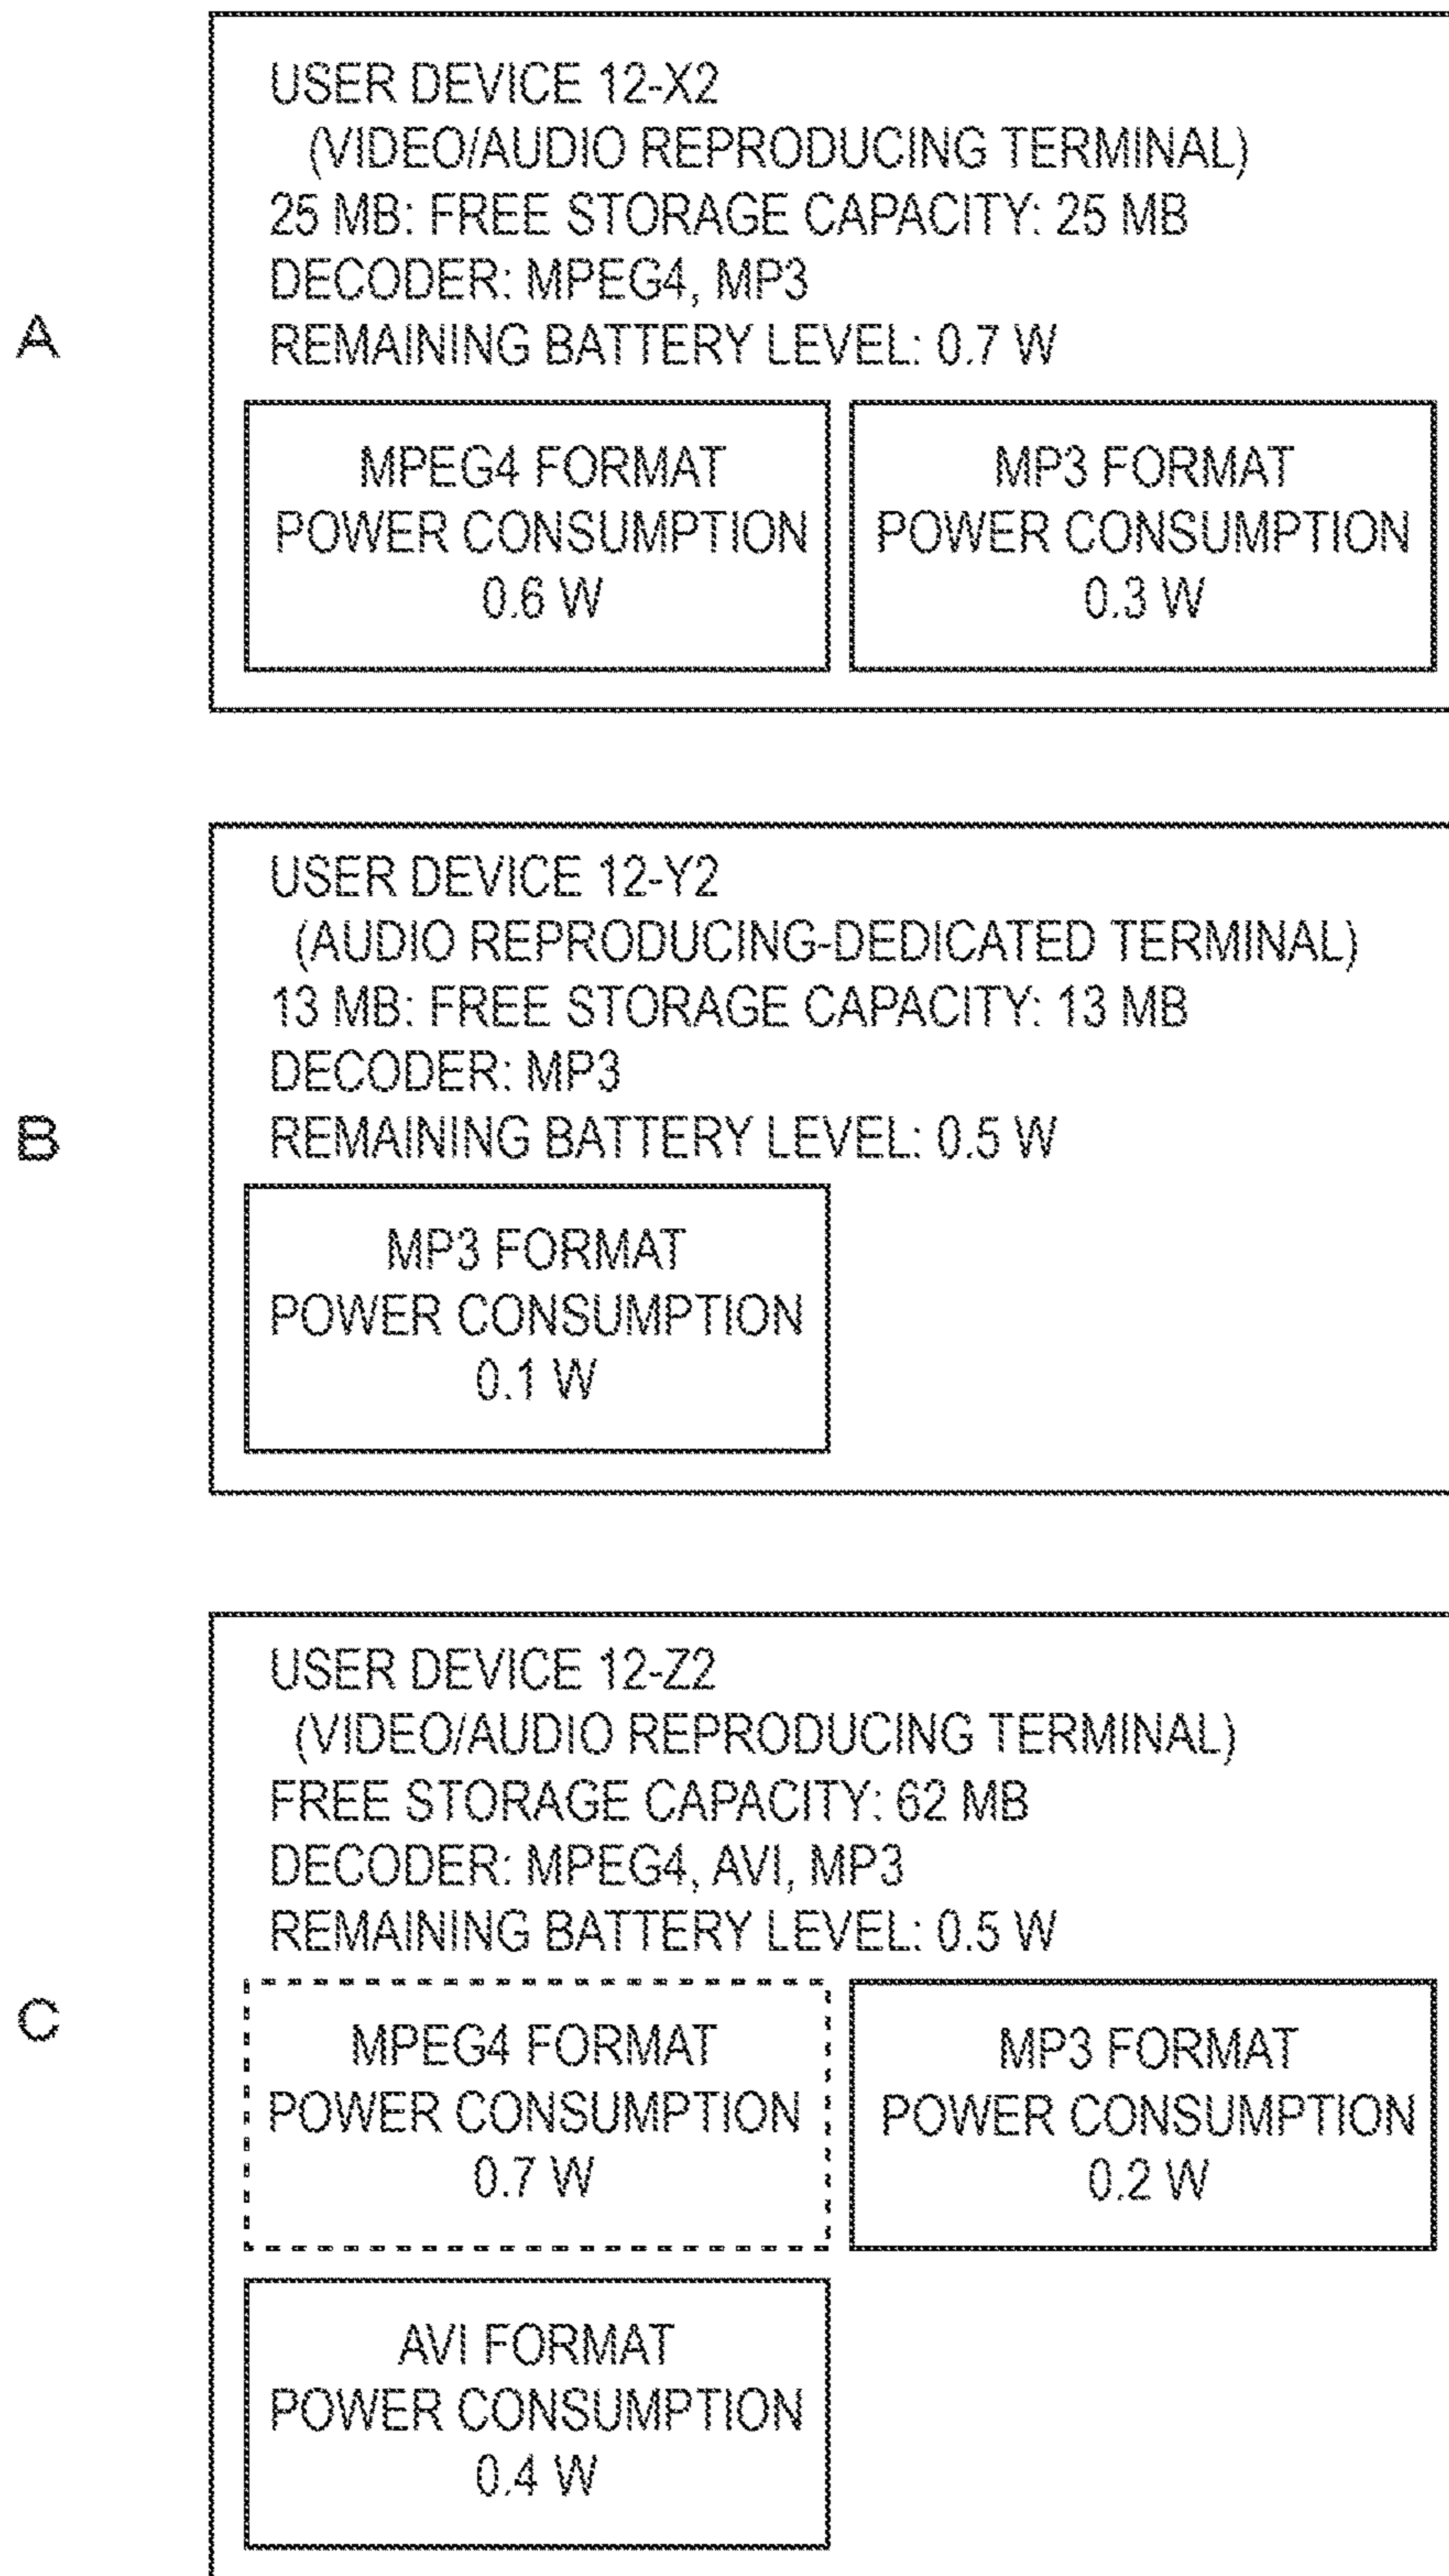 A
USER DEVICE 12-X2
(VIDEO/AUDIO REPRODUCING TERMINAL)
25 MB: FREE STORAGE CAPACITY: 25 MB
DECODER: MPEG4, MP3
REMAINING BATTERY LEVEL: 0.7 W
MPEG4 FORMAT
POWER CONSUMPTION
0.6 W
MP3 FORMAT
POWER CONSUMPTION
0.3 W
B
USER DEVICE 12-Y2
(AUDIO REPRODUCING-DEDICATED TERMINAL)
13 MB: FREE STORAGE CAPACITY: 13 MB
DECODER: MP3
REMAINING BATTERY LEVEL: 0.5 W
MP3 FORMAT
POWER CONSUMPTION
0.1 W
C
USER DEVICE 12-Z2
(VIDEO/AUDIO REPRODUCING TERMINAL)
FREE STORAGE CAPACITY: 62 MB
DECODER: MPEG4, AVI, MP3
REMAINING BATTERY LEVEL: 0.5 W
MPEG4 FORMAT
POWER CONSUMPTION
0.7 W
MP3 FORMAT
POWER CONSUMPTION
0.2 W
AVI FORMAT
POWER CONSUMPTION
0.4 W